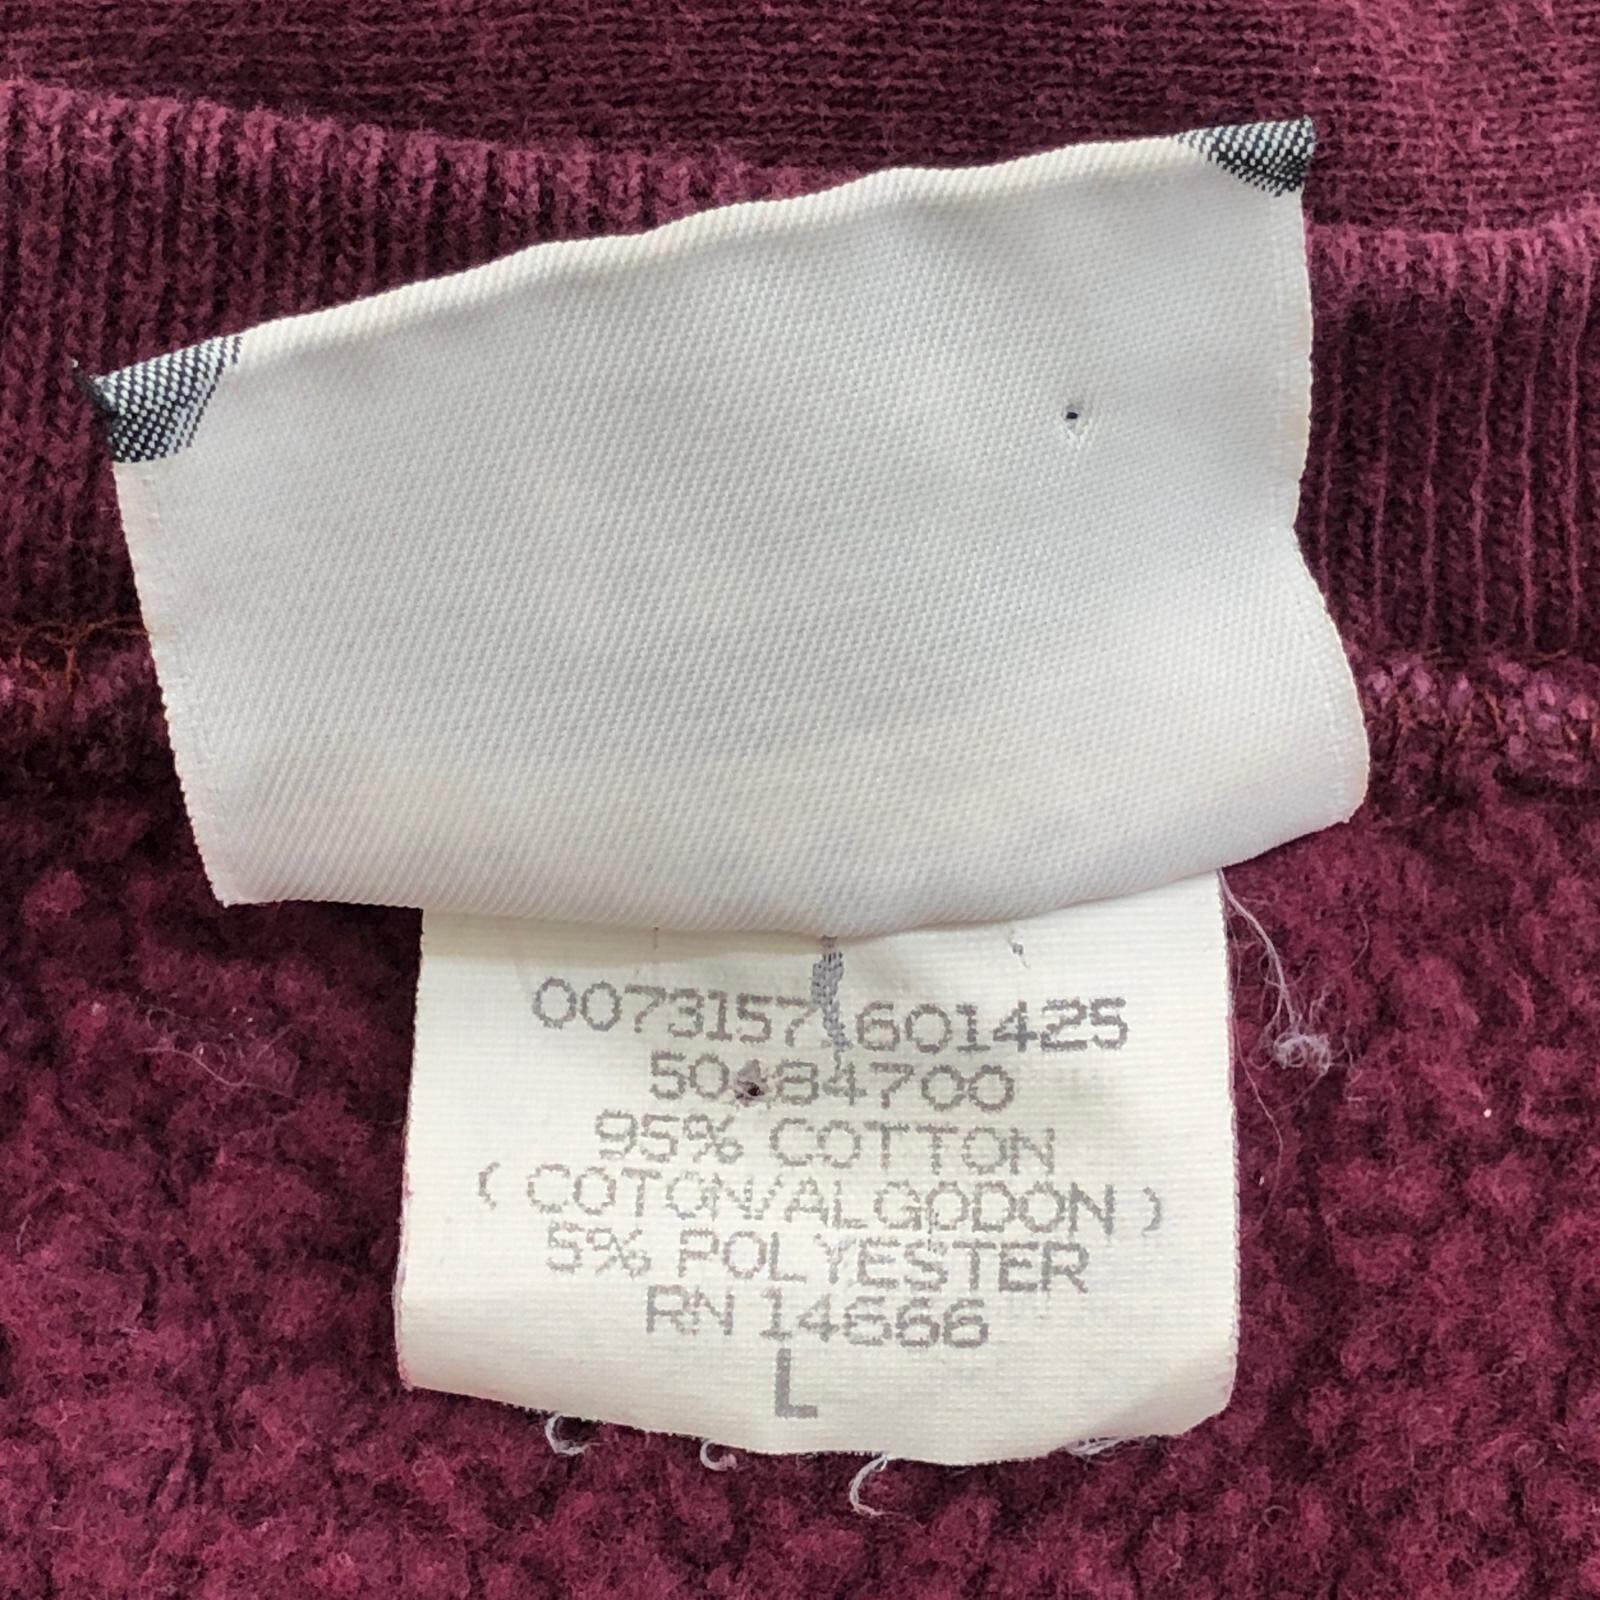 00731571601425
50484700
95% COTTON
( COTON/ALGODON )
5% POLYESTER
RN 14666
L